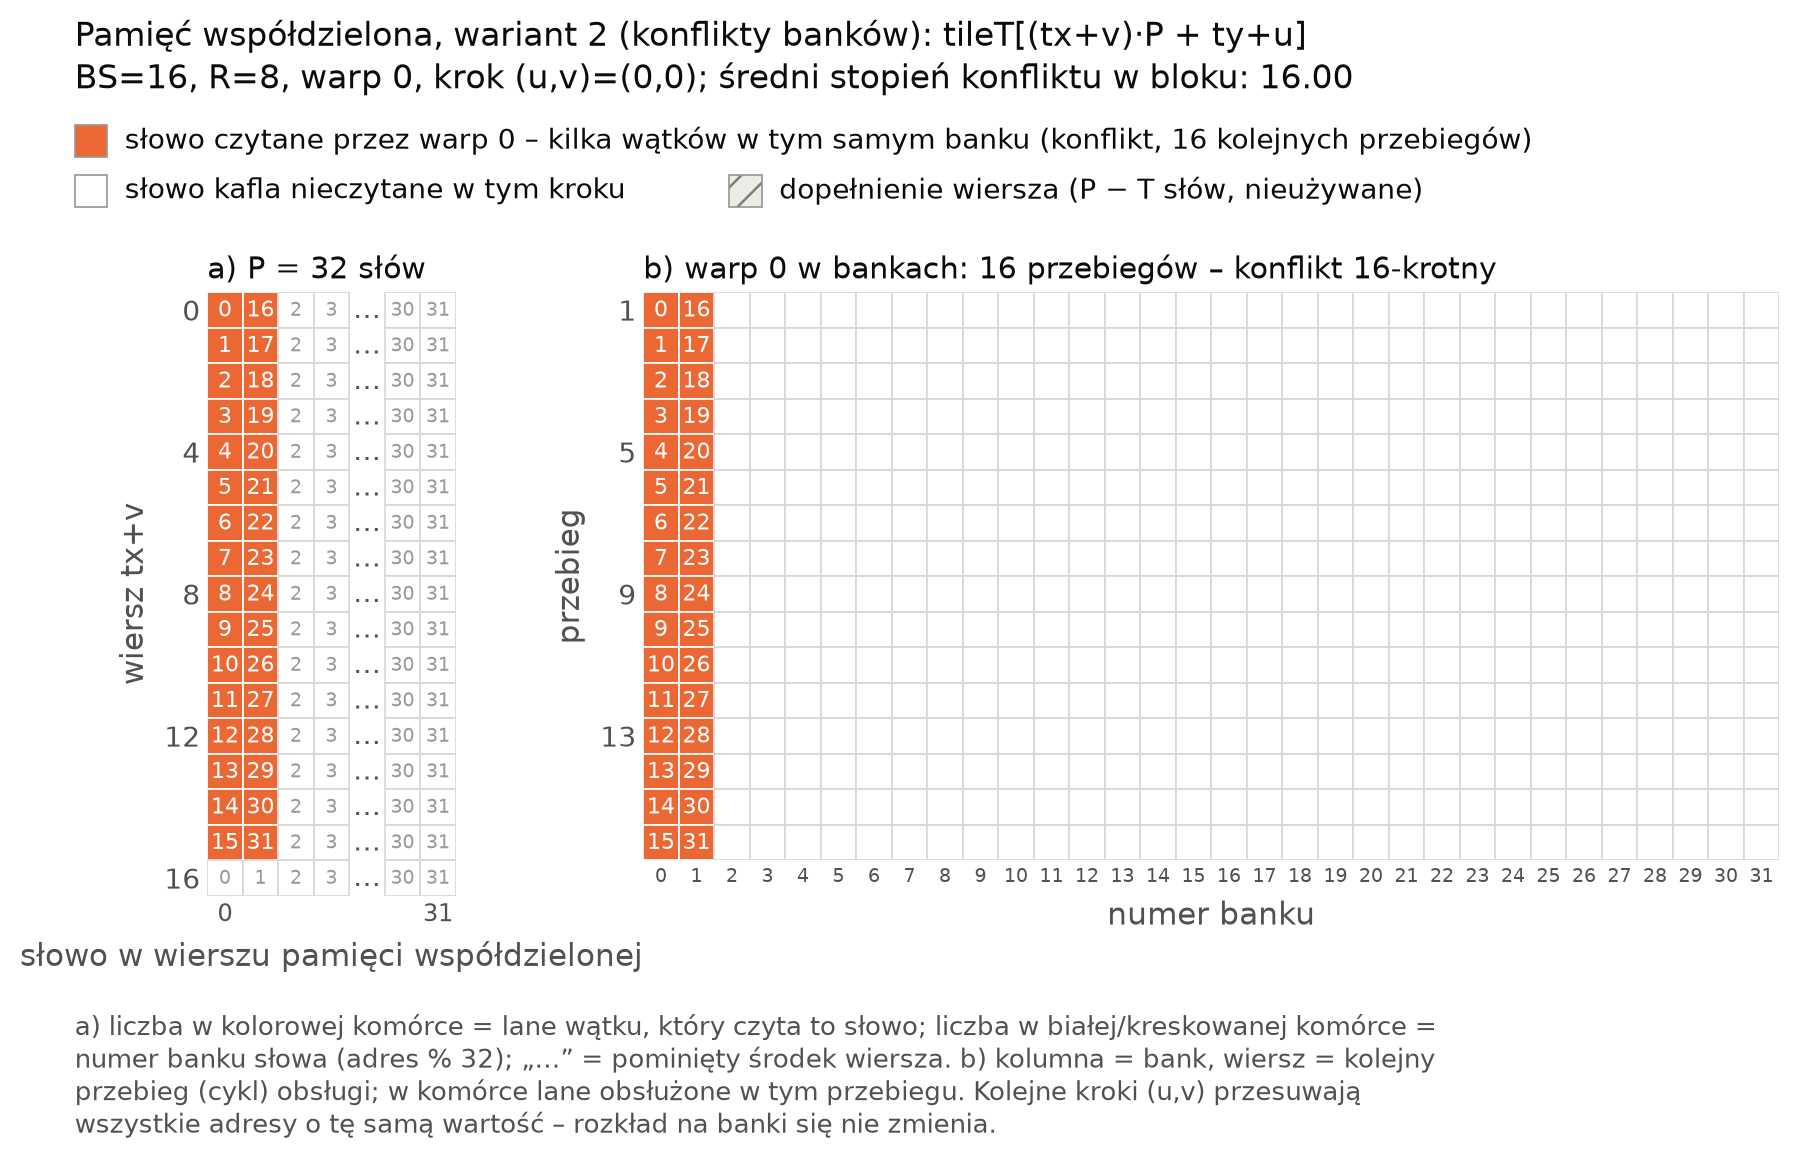 Pamięć współdzielona, wariant 2 (konflikty banków): tileT[(tx+v)·P + ty+u]
BS=16, R=8, warp 0, krok (u,v)=(0,0); średni stopień konfliktu w bloku: 16.00
słowo czytane przez warp 0 – kilka wątków w tym samym banku (konflikt, 16 kolejnych przebiegów)
słowo kafla nieczytane w tym kroku
dopełnienie wiersza (P − T słów, nieużywane)
a) P = 32 słów
0 0 16 2 3 … 30 31
1 17 2 3 … 30 31
2 18 2 3 … 30 31
3 19 2 3 … 30 31
4 4 20 2 3 … 30 31
5 21 2 3 … 30 31
6 22 2 3 … 30 31
7 23 2 3 … 30 31
8 8 24 2 3 … 30 31
9 25 2 3 … 30 31
10 26 2 3 … 30 31
11 27 2 3 … 30 31
12 12 28 2 3 … 30 31
13 29 2 3 … 30 31
14 30 2 3 … 30 31
15 31 2 3 … 30 31
16 0 1 2 3 … 30 31
0 31
wiersz tx+v
słowo w wierszu pamięci współdzielonej
b) warp 0 w bankach: 16 przebiegów – konflikt 16-krotny
1 0 16
1 17
2 18
3 19
5 4 20
5 21
6 22
7 23
9 8 24
9 25
10 26
11 27
13 12 28
13 29
14 30
15 31
0 1 2 3 4 5 6 7 8 9 10 11 12 13 14 15 16 17 18 19 20 21 22 23 24 25 26 27 28 29 30 31
przebieg
numer banku
a) liczba w kolorowej komórce = lane wątku, który czyta to słowo; liczba w białej/kreskowanej komórce =
numer banku słowa (adres % 32); „…” = pominięty środek wiersza. b) kolumna = bank, wiersz = kolejny
przebieg (cykl) obsługi; w komórce lane obsłużone w tym przebiegu. Kolejne kroki (u,v) przesuwają
wszystkie adresy o tę samą wartość – rozkład na banki się nie zmienia.